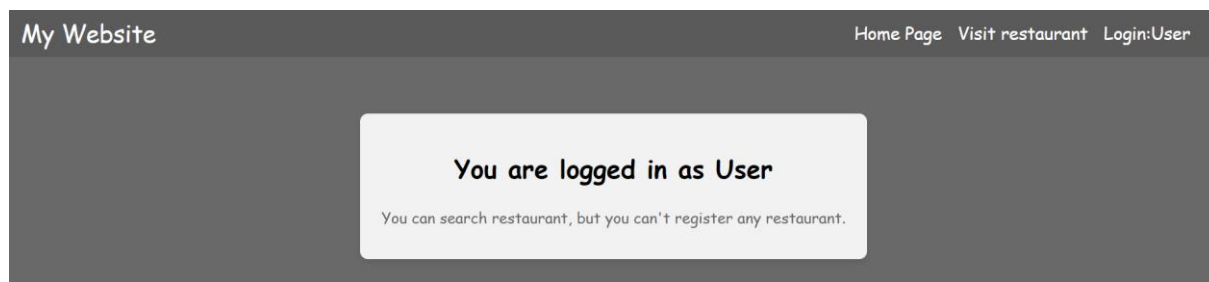 My Website
Home Page Visit restaurant Login:User
You are logged in as User
You can search restaurant, but you can't register any restaurant.